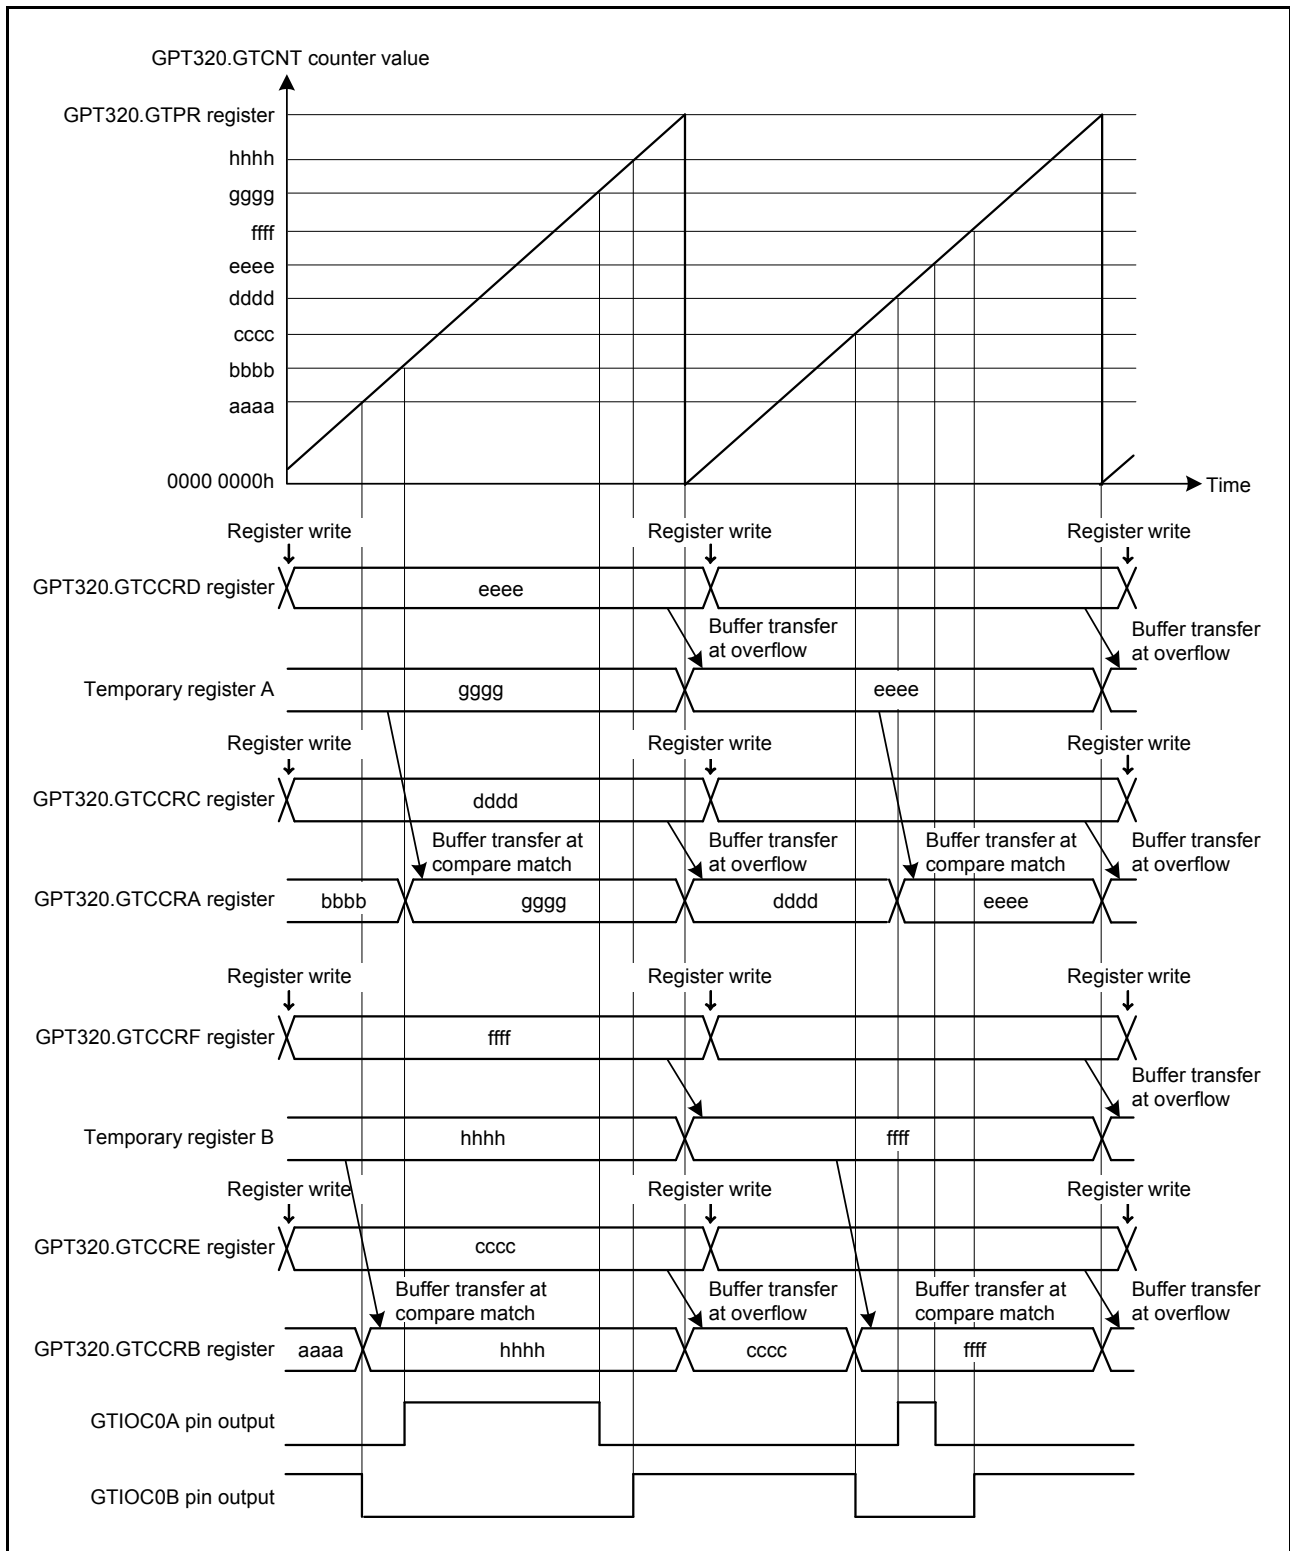 GPT320.GTCNT counter value
GPT320.GTPR register
hhhh
gggg
ffff
eeee
dddd
cccc
bbbb
aaaa
0000 0000h
Time
Register write Register write Register write
GPT320.GTCCRD register eeee
Buffer transfer
at overflow
Buffer transfer
at overflow
Temporary register A gggg eeee
Register write Register write Register write
GPT320.GTCCRC register dddd
Buffer transfer at
compare match
Buffer transfer
at overflow
Buffer transfer at
compare match
Buffer transfer
at overflow
GPT320.GTCCRA register bbbb gggg dddd eeee
Register write Register write Register write
GPT320.GTCCRF register ffff
Buffer transfer
at overflow
Temporary register B hhhh ffff
Register write Register write Register write
GPT320.GTCCRE register cccc
Buffer transfer at
compare match
Buffer transfer
at overflow
Buffer transfer at
compare match
Buffer transfer
at overflow
GPT320.GTCCRB register aaaa hhhh cccc ffff
GTIOC0A pin output
GTIOC0B pin output